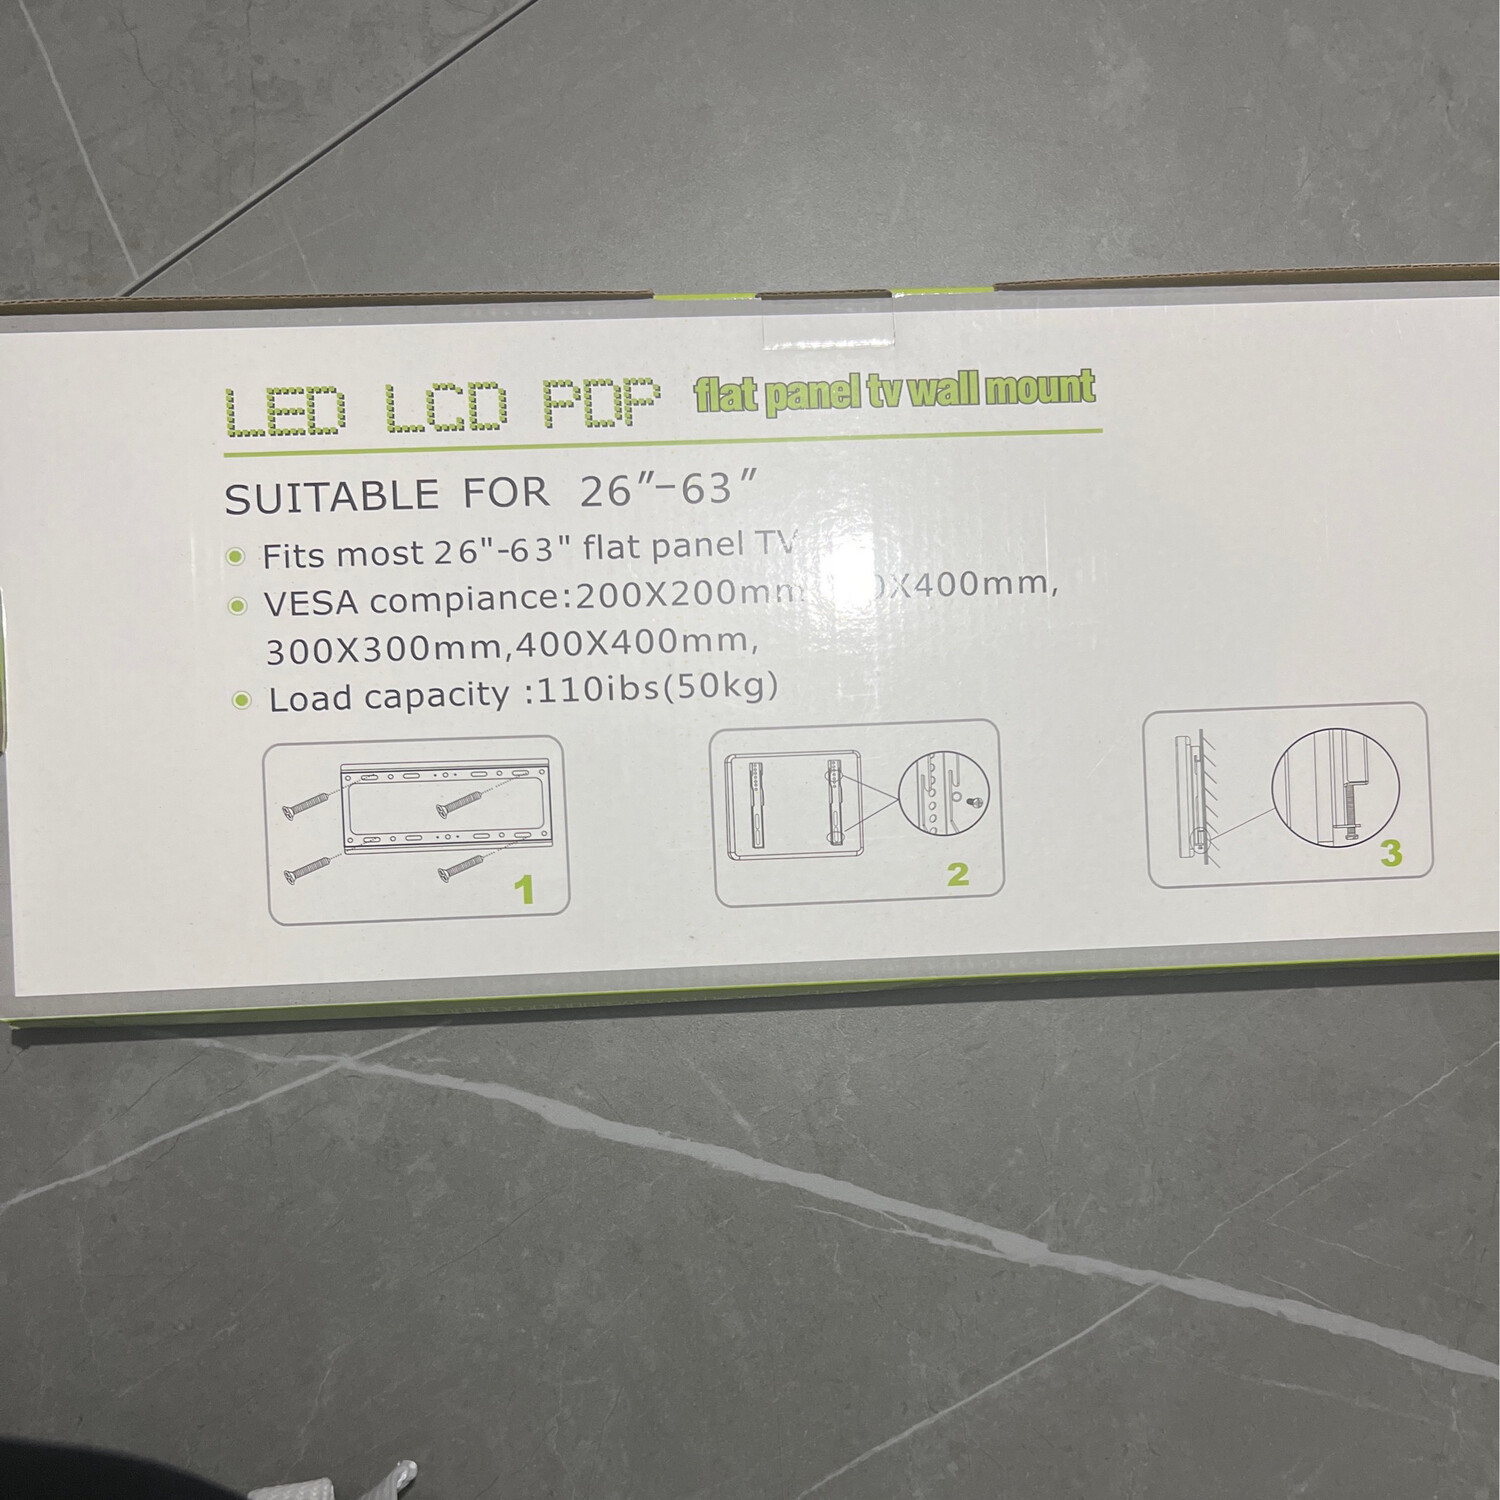 LED LCD PDP flat panel tv wall mount
SUITABLE FOR 26"-63"
Fits most 26"-63" flat panel TV
VESA compiance:200X200mm 0X400mm,
300X300mm,400X400mm,
Load capacity :110ibs(50kg)
1
2
3